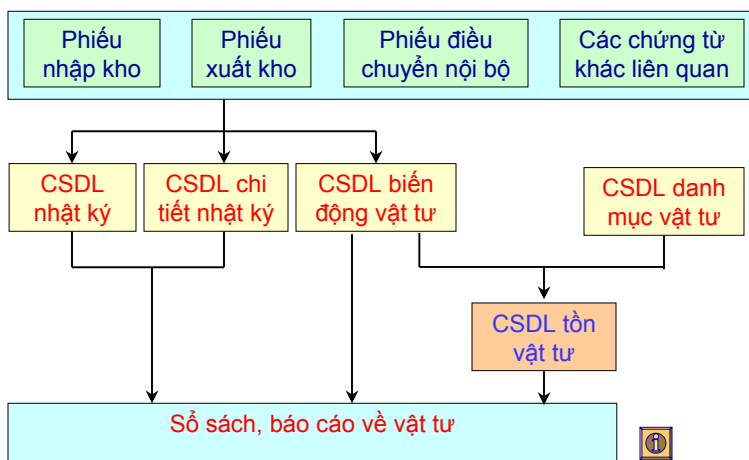 Phiếu
nhập kho
Phiếu
xuất kho
Phiếu điều
chuyển nội bộ
Các chứng từ
khác liên quan
CSDL
nhật ký
CSDL chi
tiết nhật ký
CSDL biến
động vật tư
CSDL danh
mục vật tư
CSDL tồn
vật tư
Sổ sách, báo cáo về vật tư